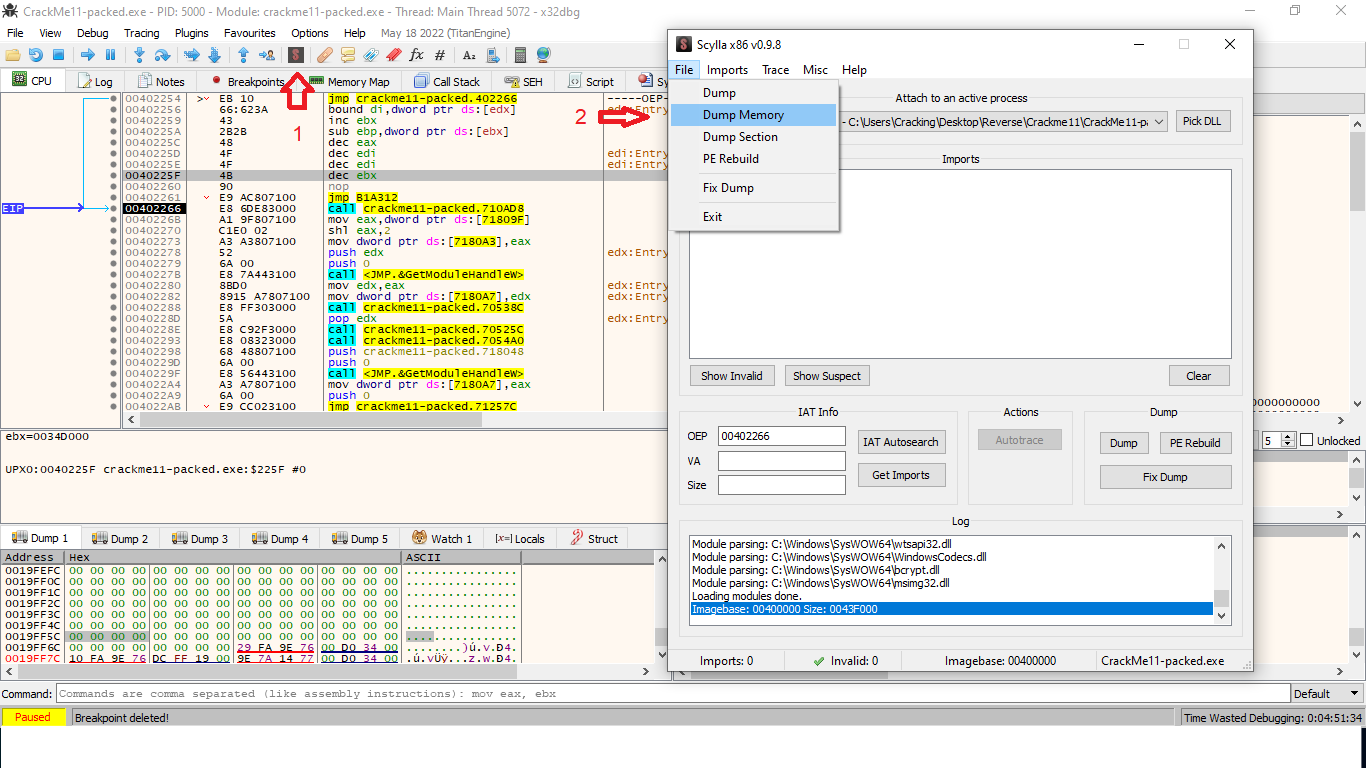 CrackMe11-packed.exe - PID: 5000 - Module: crackme11-packed.exe - Thread: Main Thread 5072 - x32dbg
File View Debug Tracing Plugins Favourites Options Help May 18 2022 (TitanEngine)
CPU Log Notes Breakpoints Memory Map Call Stack SEH Script Sy
1
2
00402254 EB 10 jmp crackme11-packed.402266 -----OEP-
00402256 66:623A bound di,dword ptr ds:[edx] edx:Entry
00402259 43 inc ebx
0040225A 2B2B sub ebp,dword ptr ds:[ebx]
0040225C 48 dec eax
0040225D 4F dec edi edi:Entry
0040225E 4F dec edi edi:Entry
0040225F 4B dec ebx
00402260 90 nop
00402261 E9 AC807100 jmp B1A312
EIP 00402266 E8 6DE83000 call crackme11-packed.710AD8
0040226B A1 9F807100 mov eax,dword ptr ds:[71809F]
00402270 C1E0 02 shl eax,2
00402273 A3 A3807100 mov dword ptr ds:[7180A3],eax
00402278 52 push edx edx:Entry
00402279 6A 00 push 0
0040227B E8 7A443100 call <JMP.&GetModuleHandleW>
00402280 8BD0 mov edx,eax edx:Entry
00402282 8915 A7807100 mov dword ptr ds:[7180A7],edx edx:Entry
00402288 E8 FF303000 call crackme11-packed.70538C
0040228D 5A pop edx edx:Entry
0040228E E8 C92F3000 call crackme11-packed.70525C
00402293 E8 08323000 call crackme11-packed.7054A0
00402298 68 48807100 push crackme11-packed.718048
0040229D 6A 00 push 0
0040229F E8 56443100 call <JMP.&GetModuleHandleW>
004022A4 A3 A7807100 mov dword ptr ds:[7180A7],eax
004022A9 6A 00 push 0
004022AB E9 CC023100 jmp crackme11-packed.71257C
ebx=0034D000
UPX0:0040225F crackme11-packed.exe:$225F #0
Dump 1 Dump 2 Dump 3 Dump 4 Dump 5 Watch 1 [x=] Locals Struct
Address Hex ASCII
0019FEFC 00 00 00 00 00 00 00 00 00 00 00 00 00 00 00 00 ................
0019FF0C 00 00 00 00 00 00 00 00 00 00 00 00 00 00 00 00 ................
0019FF1C 00 00 00 00 00 00 00 00 00 00 00 00 00 00 00 00 ................
0019FF2C 00 00 00 00 00 00 00 00 00 00 00 00 00 00 00 00 ................
0019FF3C 00 00 00 00 00 00 00 00 00 00 00 00 00 00 00 00 ................
0019FF4C 00 00 00 00 00 00 00 00 00 00 00 00 00 00 00 00 ................
0019FF5C 00 00 00 00 00 00 00 00 00 00 00 00 00 00 00 00 ................
0019FF6C 00 00 00 00 00 00 00 00 29 FA 9E 76 00 D0 34 00 ........)ú.v.Ð4.
0019FF7C 10 FA 9E 76 DC FF 19 00 9E 7A 14 77 00 D0 34 00 .ú.vÜÿ...z.w.Ð4.
Command: Commands are comma separated (like assembly instructions): mov eax, ebx Default
Paused Breakpoint deleted! Time Wasted Debugging: 0:04:51:34
5 Unlocked
Scylla x86 v0.9.8
File Imports Trace Misc Help
Dump
Dump Memory
Dump Section
PE Rebuild
Fix Dump
Exit
Attach to an active process
- C:\Users\Cracking\Desktop\Reverse\Crackme11\CrackMe11-pa Pick DLL
Imports
Show Invalid Show Suspect Clear
IAT Info Actions Dump
OEP 00402266 IAT Autosearch Autotrace Dump PE Rebuild
VA
Get Imports Fix Dump
Size
Log
Module parsing: C:\Windows\SysWOW64\wtsapi32.dll
Module parsing: C:\Windows\SysWOW64\WindowsCodecs.dll
Module parsing: C:\Windows\SysWOW64\bcrypt.dll
Module parsing: C:\Windows\SysWOW64\msimg32.dll
Loading modules done.
Imagebase: 00400000 Size: 0043F000
Imports: 0 Invalid: 0 Imagebase: 00400000 CrackMe11-packed.exe